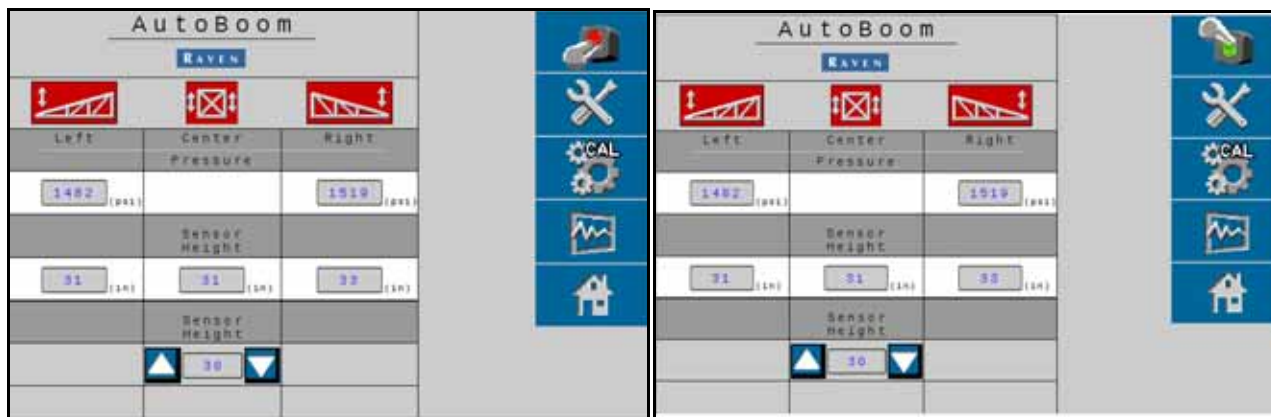 AutoBoom
RAVEN
Left Center Right
Pressure
1482 (psi) 1519 (psi)
Sensor
Height
31 (in) 31 (in) 33 (in)
Sensor
Height
30
CAL
AutoBoom
RAVEN
Left Center Right
Pressure
1482 (psi) 1519 (psi)
Sensor
Height
31 (in) 31 (in) 33 (in)
Sensor
Height
30
CAL